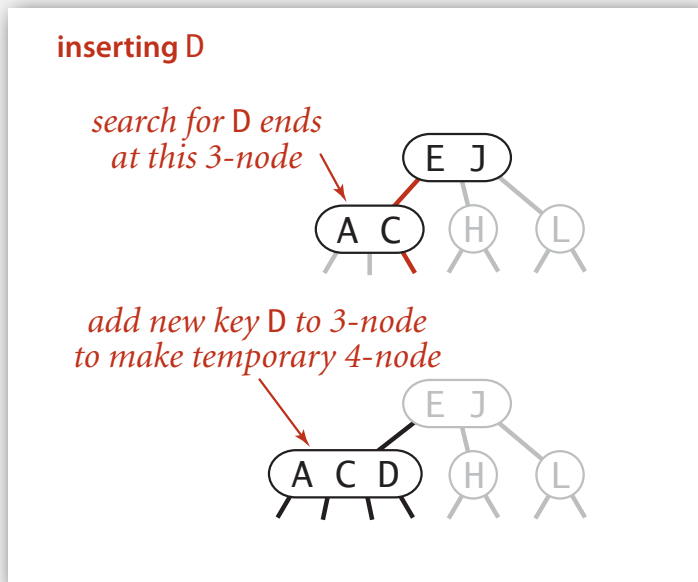 inserting D
search for D ends
at this 3-node
E J
A C
H
L
add new key D to 3-node
to make temporary 4-node
E J
A C D
H
L